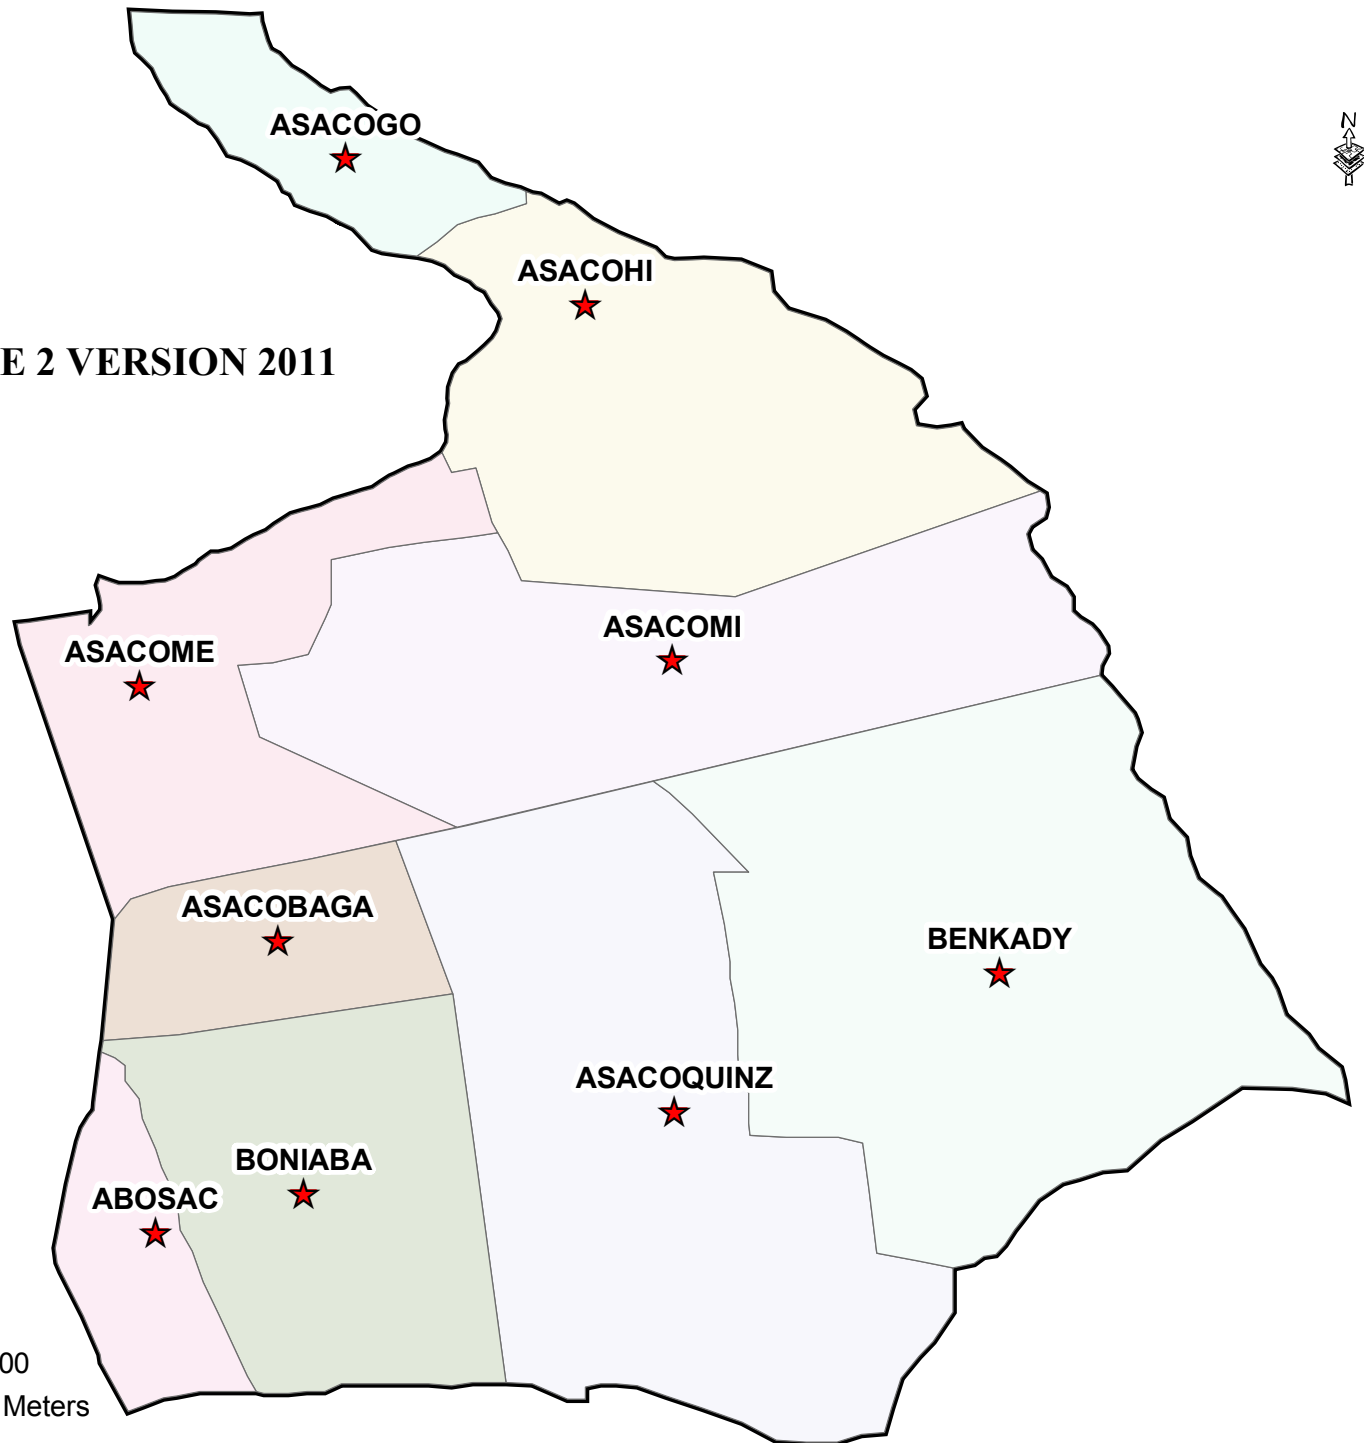 N
ASACOGO
ASACOHI
E 2 VERSION 2011
ASACOMI
ASACOME
ASACOBAGA
BENKADY
ASACOQUINZ
BONIABA
ABOSAC
00
Meters